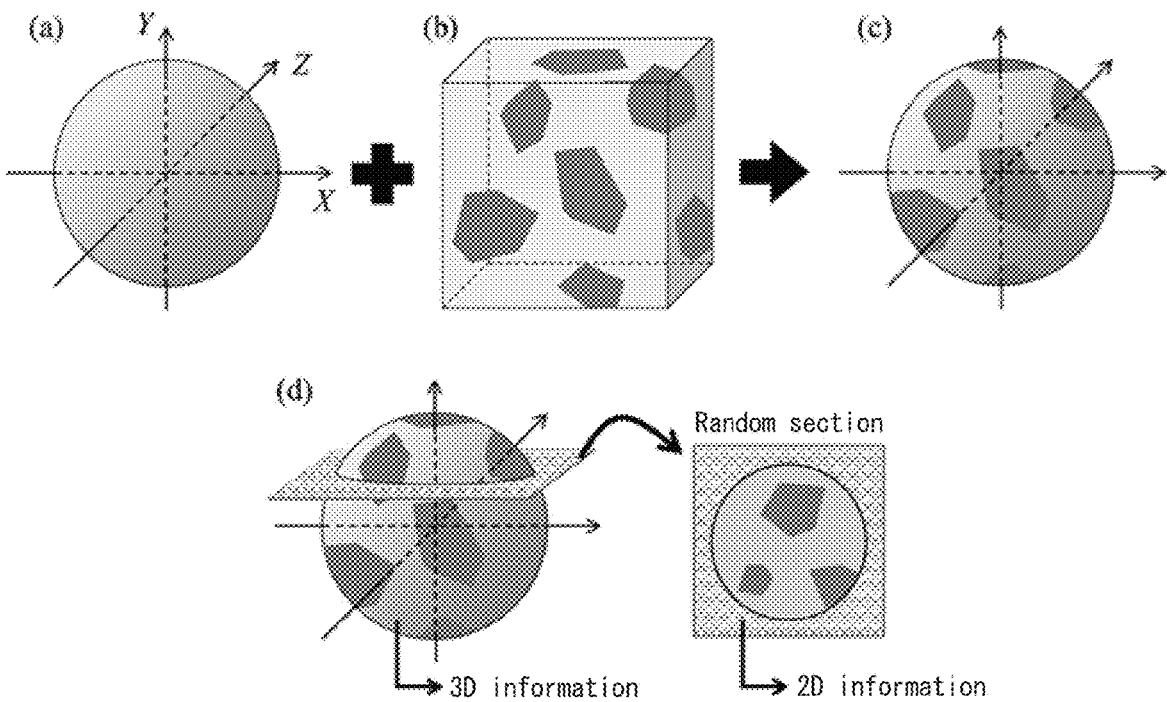 (a)
Y
Z
X
(b)
(c)
(d)
Random section
3D information
2D information